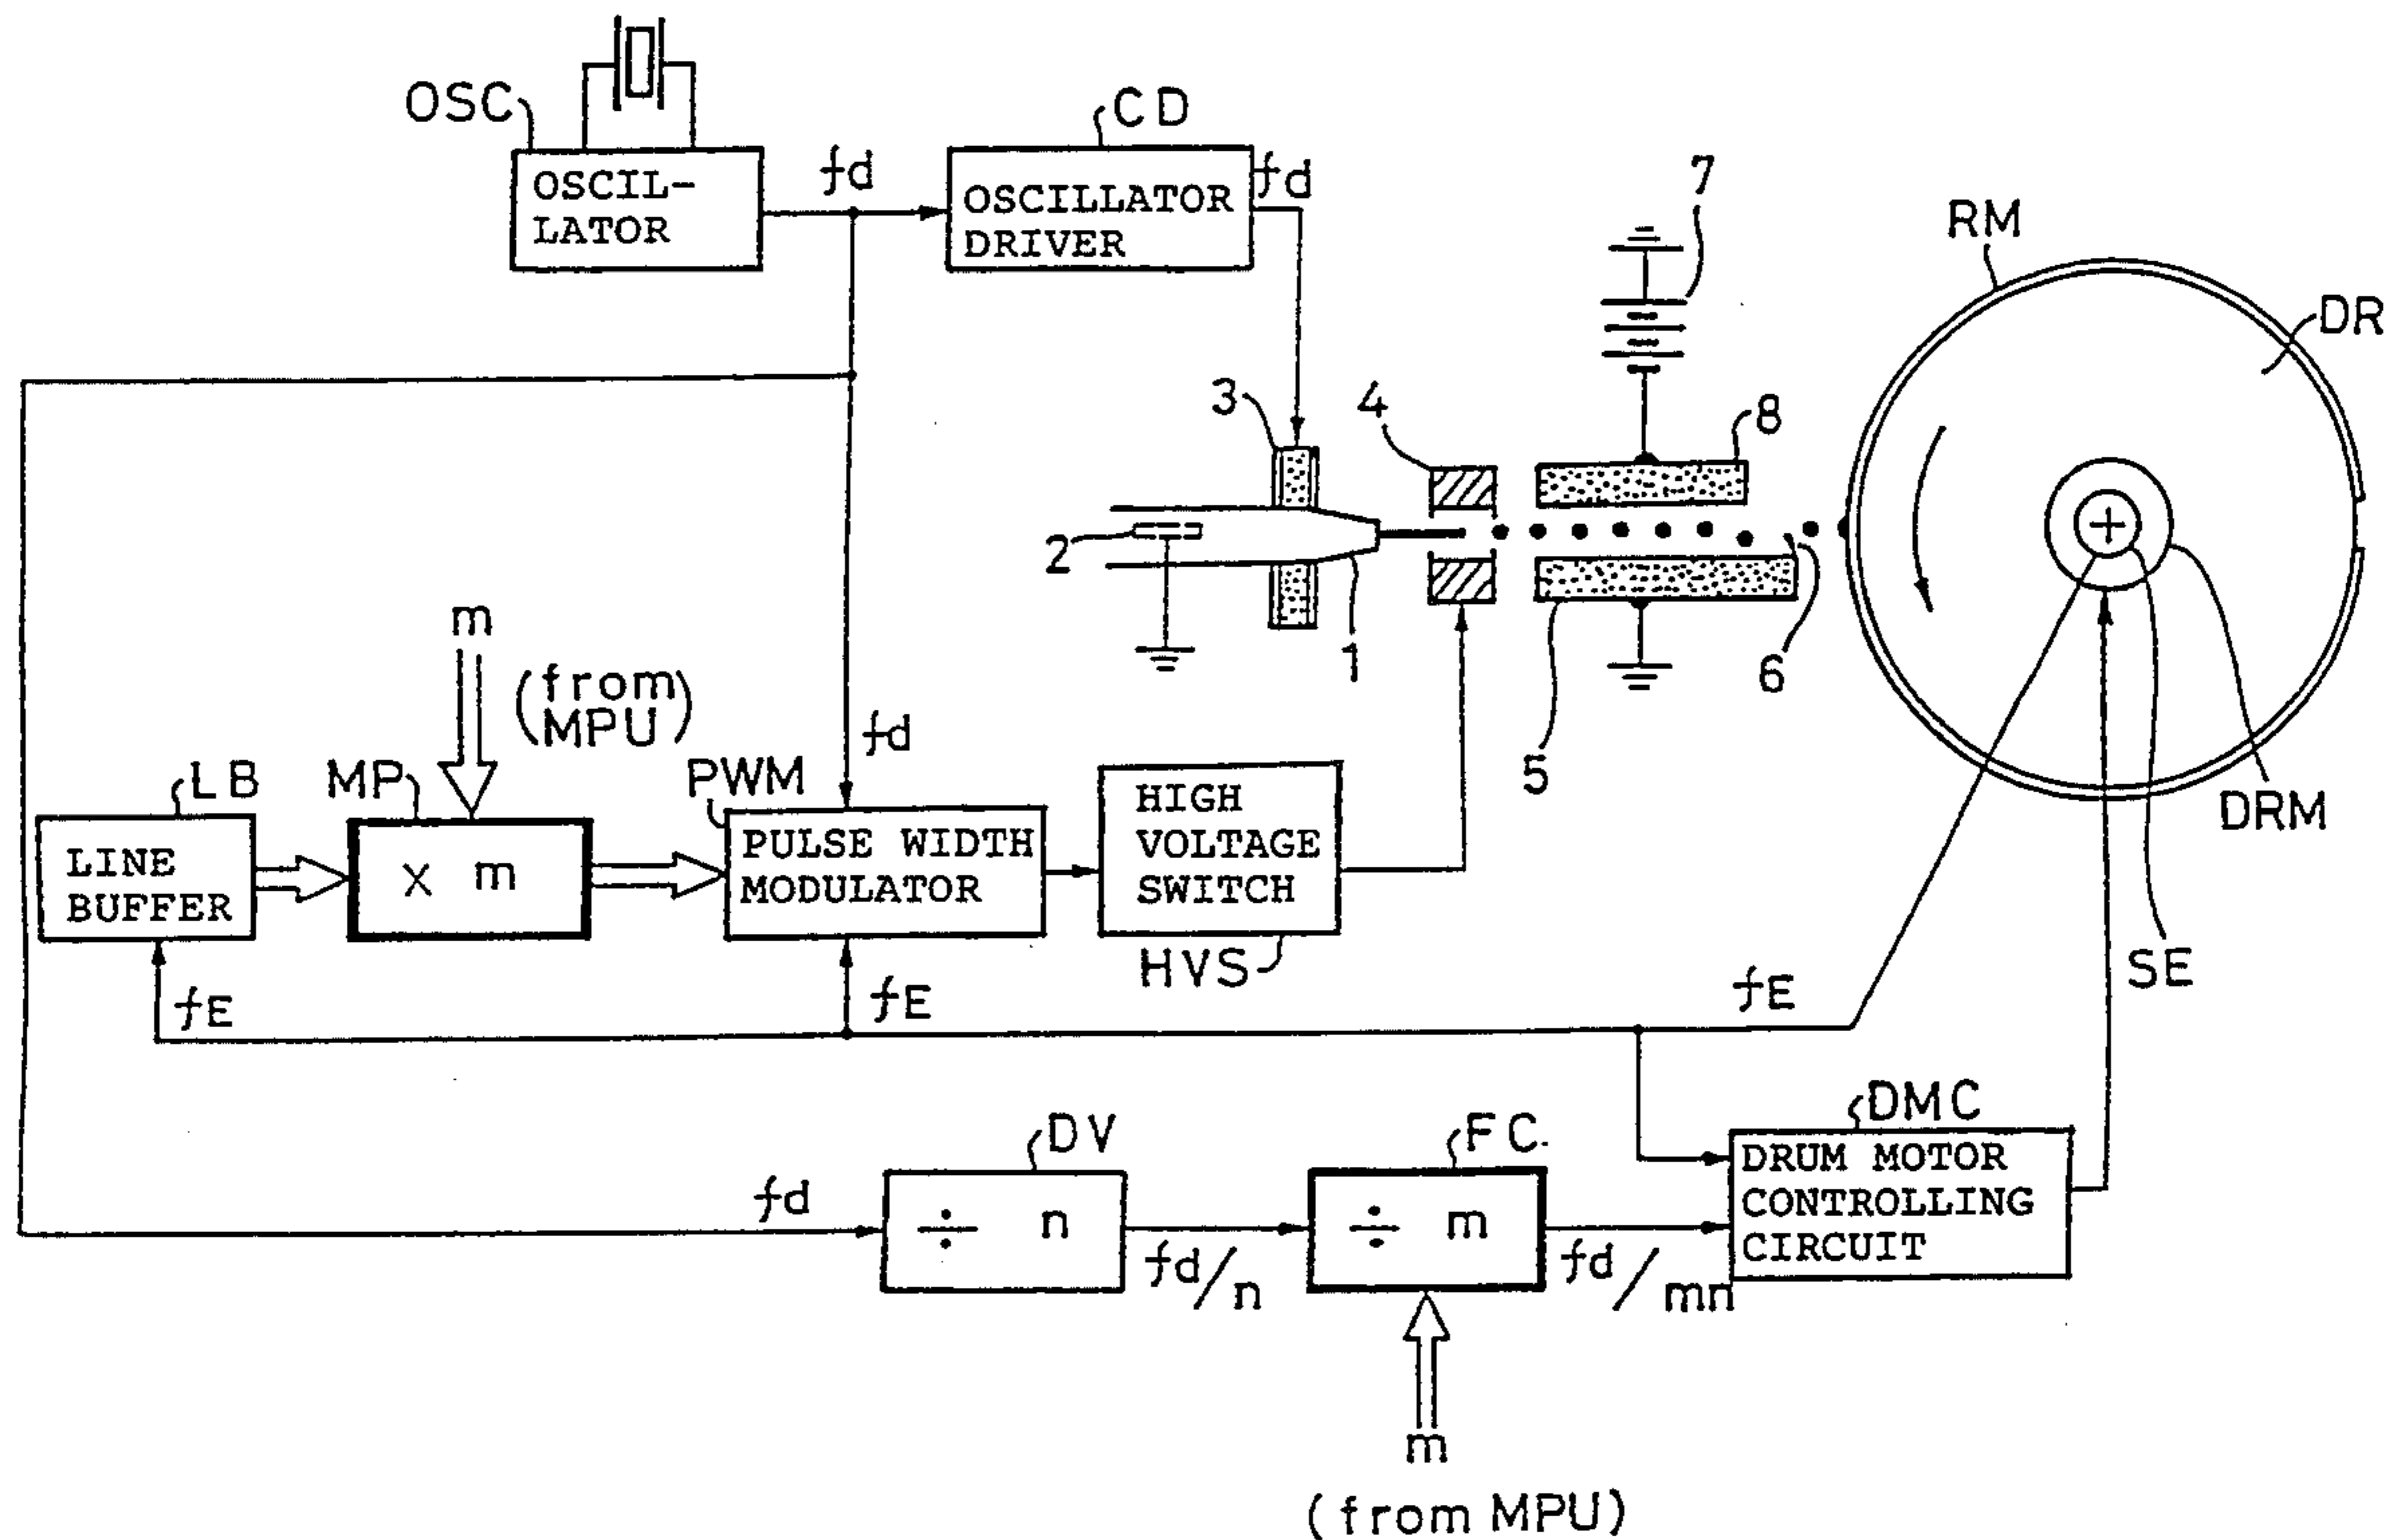 OSC
OSCIL-
LATOR
fd
CD
OSCILLATOR
DRIVER
fd
7
RM
DR
3
4
8
2
1
5
6
m
(from
MPU)
fd
LB
LINE
BUFFER
MP
x m
PWM
PULSE WIDTH
MODULATOR
HIGH
VOLTAGE
SWITCH
HVS
DRM
SE
fE
fE
fE
fd
DV
÷ n
fd/n
FC
÷ m
fd/mn
DMC
DRUM MOTOR
CONTROLLING
CIRCUIT
m
(from MPU)